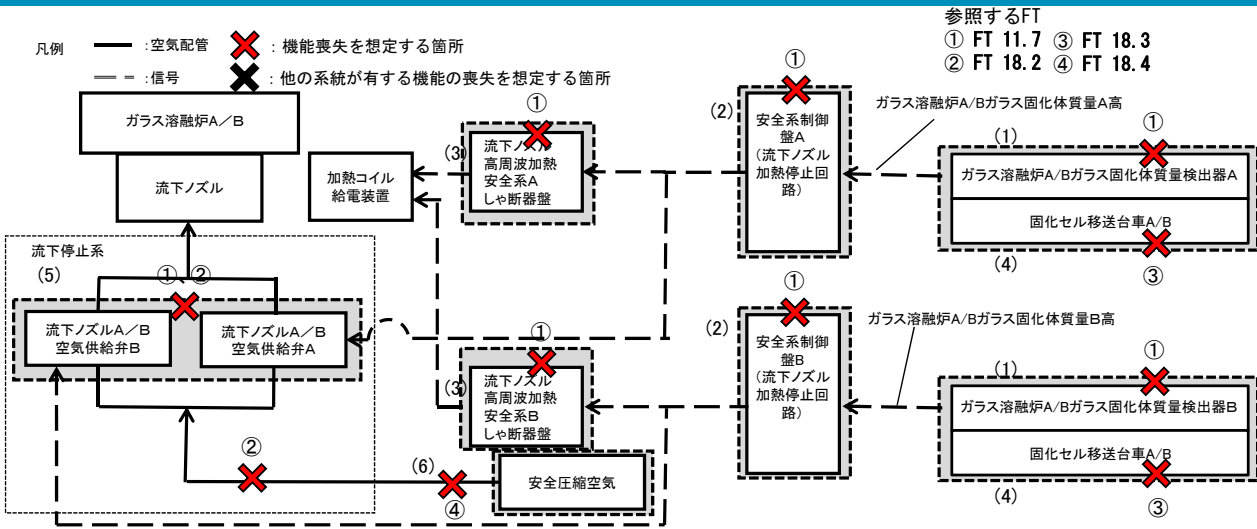 参照するFT
① FT 11.7 ③ FT 18.3
② FT 18.2 ④ FT 18.4
凡例
:空気配管
: 機能喪失を想定する箇所
:信号
: 他の系統が有する機能の喪失を想定する箇所
ガラス溶融炉A/B
流下ノズル
加熱コイル
給電装置
①
(3)
流下ノズル
高周波加熱
安全系A
しゃ断器盤
①
(2)
安全系制御
盤A
(流下ノズル
加熱停止回
路)
ガラス溶融炉A/Bガラス固化体質量A高
(1)
①
ガラス溶融炉A/Bガラス固化体質量検出器A
固化セル移送台車A/B
(4)
③
流下停止系
(5)
①、②
流下ノズルA/B
空気供給弁B
流下ノズルA/B
空気供給弁A
①
(3)
流下ノズル
高周波加熱
安全系B
しゃ断器盤
①
(2)
安全系制御
盤B
(流下ノズル
加熱停止回
路)
ガラス溶融炉A/Bガラス固化体質量B高
(1)
①
ガラス溶融炉A/Bガラス固化体質量検出器B
固化セル移送台車A/B
(4)
③
②
(6)
④
安全圧縮空気